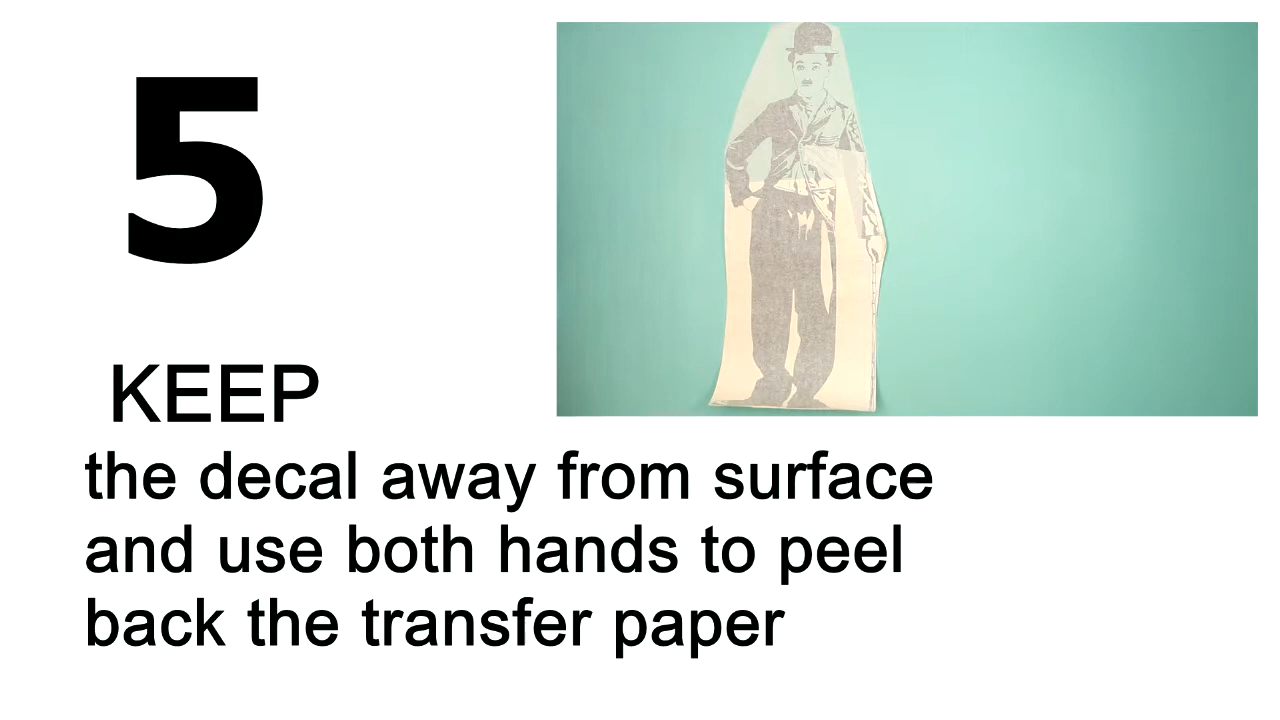 5
KEEP
the decal away from surface
and use both hands to peel
back the transfer paper